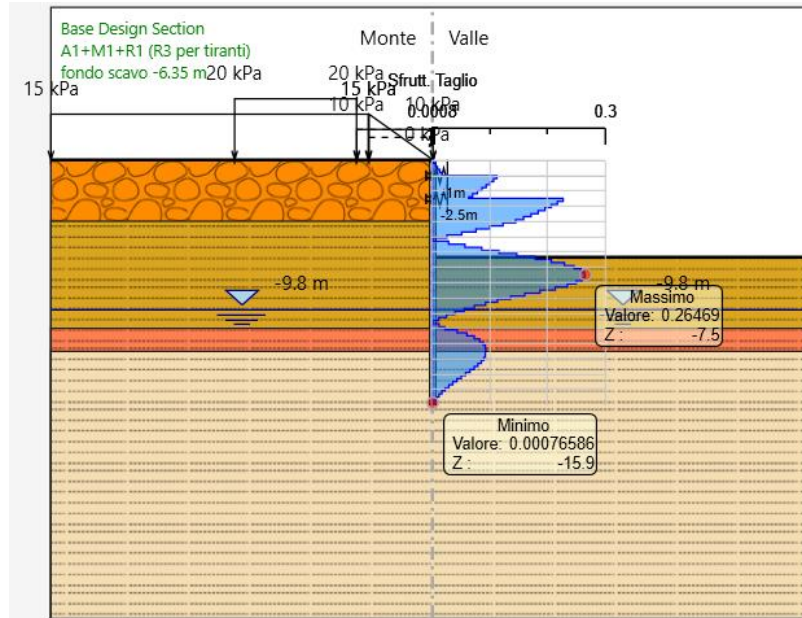 Base Design Section
A1+M1+R1 (R3 per tiranti)
fondo scavo -6.35 m
Monte
Valle
15 kPa
20 kPa
20 kPa
Sfrutt. Taglio
15 kPa
10 kPa
10 kPa
0.0008
0.3
0 kPa
-1m
-2.5m
-9.8 m
-9.8 m
Massimo
Valore: 0.26469
Z : -7.5
Minimo
Valore: 0.00076586
Z : -15.9